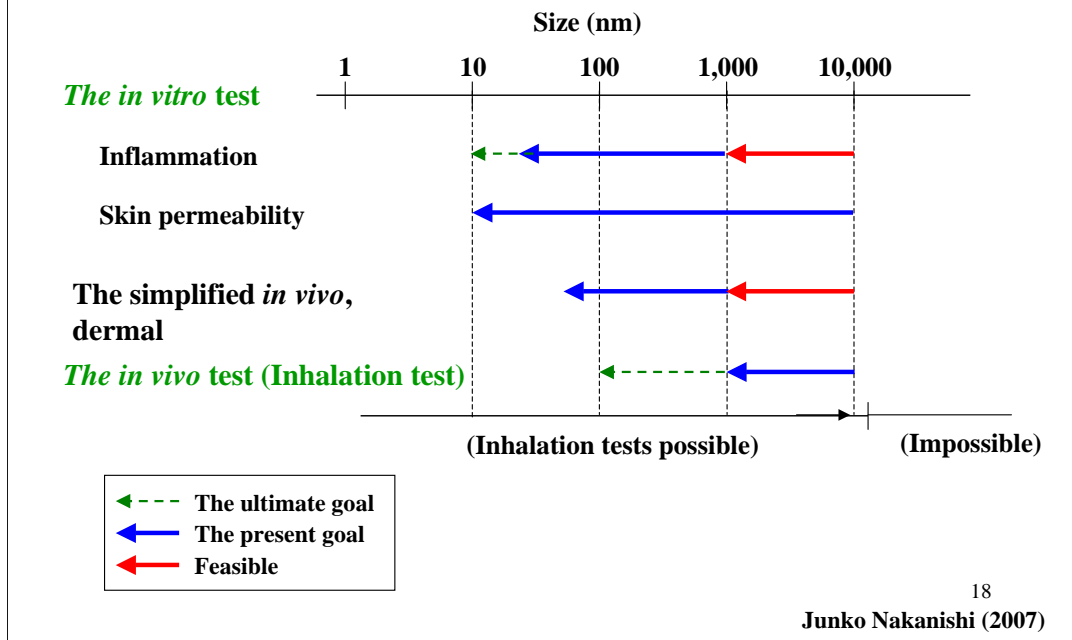 Size (nm)
1 10 100 1,000 10,000
The in vitro test
Inflammation
Skin permeability
The simplified in vivo,
dermal
The in vivo test (Inhalation test)
(Inhalation tests possible)
(Impossible)
The ultimate goal
The present goal
Feasible
18
Junko Nakanishi (2007)